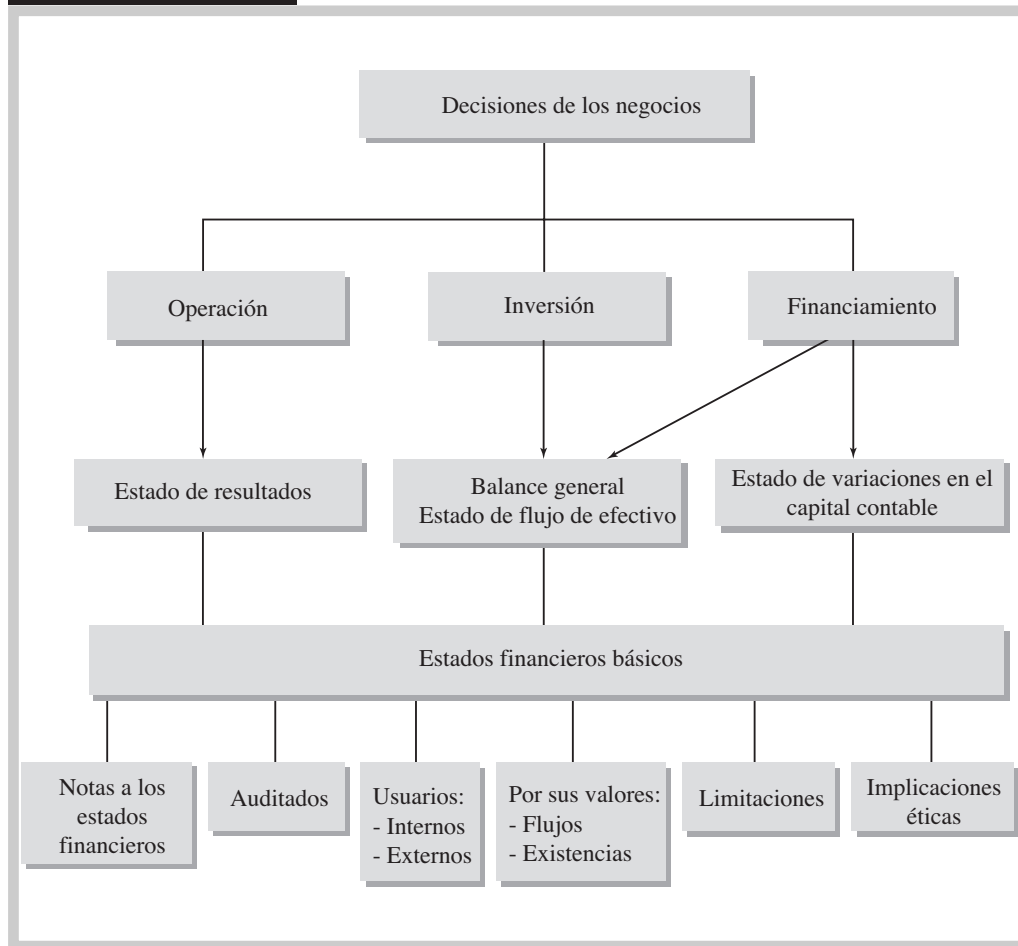 Decisiones de los negocios
Operación
Inversión
Financiamiento
Estado de resultados
Balance general
Estado de flujo de efectivo
Estado de variaciones en el
capital contable
Estados financieros básicos
Notas a los
estados
financieros
Auditados
Usuarios:
- Internos
- Externos
Por sus valores:
- Flujos
- Existencias
Limitaciones
Implicaciones
éticas